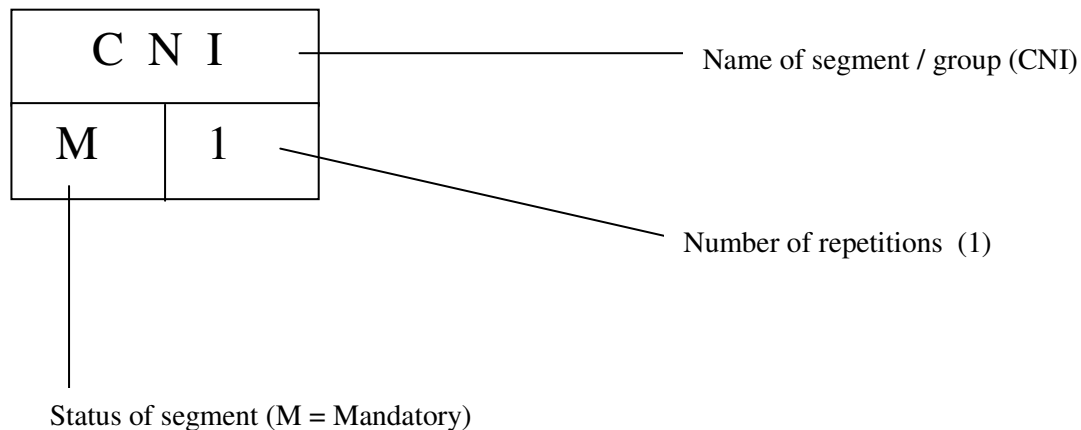 C N I
Name of segment / group (CNI)
M 1
Number of repetitions (1)
Status of segment (M = Mandatory)